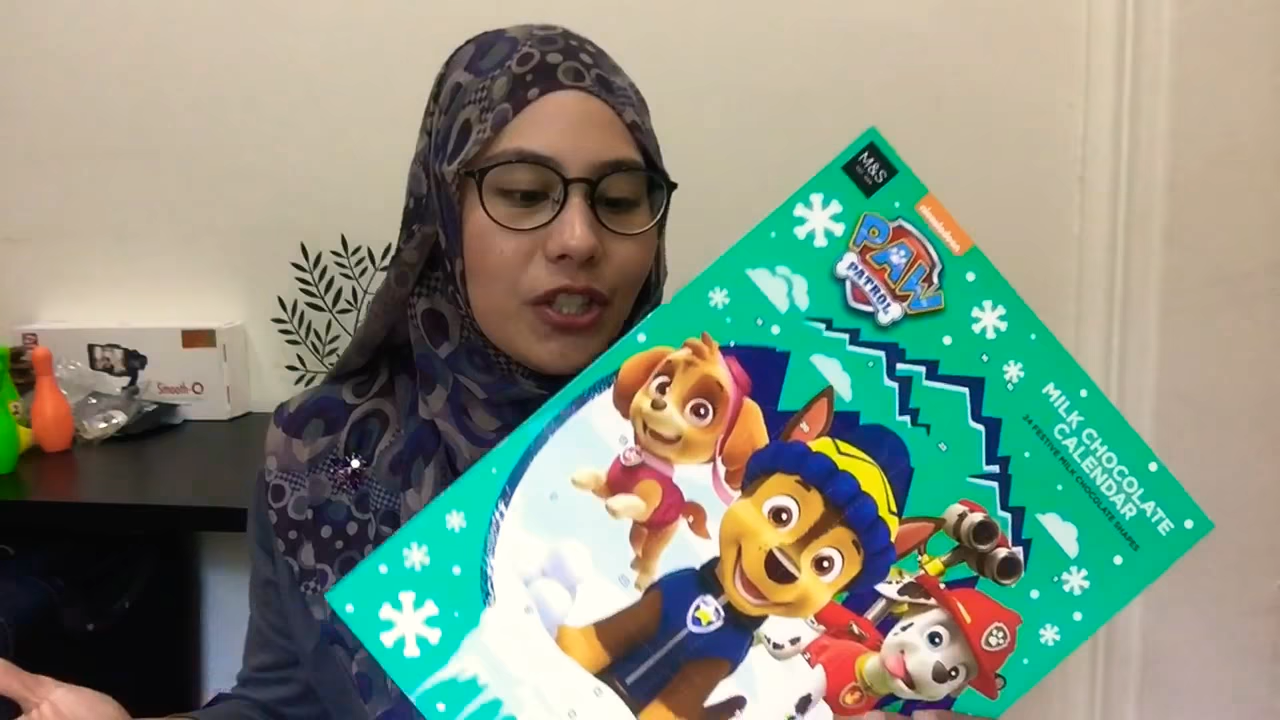 M&S
nickelodeon
PAW
PATROL
MILK CHOCOLATE
CALENDAR
24 FESTIVE MILK CHOCOLATE SHAPES
Smooth-Q